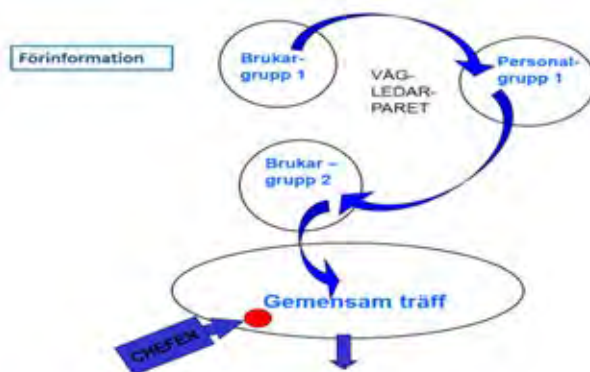 Förinformation
Brukar-
grupp 1
VÄG-
LEDAR-
PARET
Personal-
grupp 1
Brukar –
grupp 2
Gemensam träff
CHEFEN